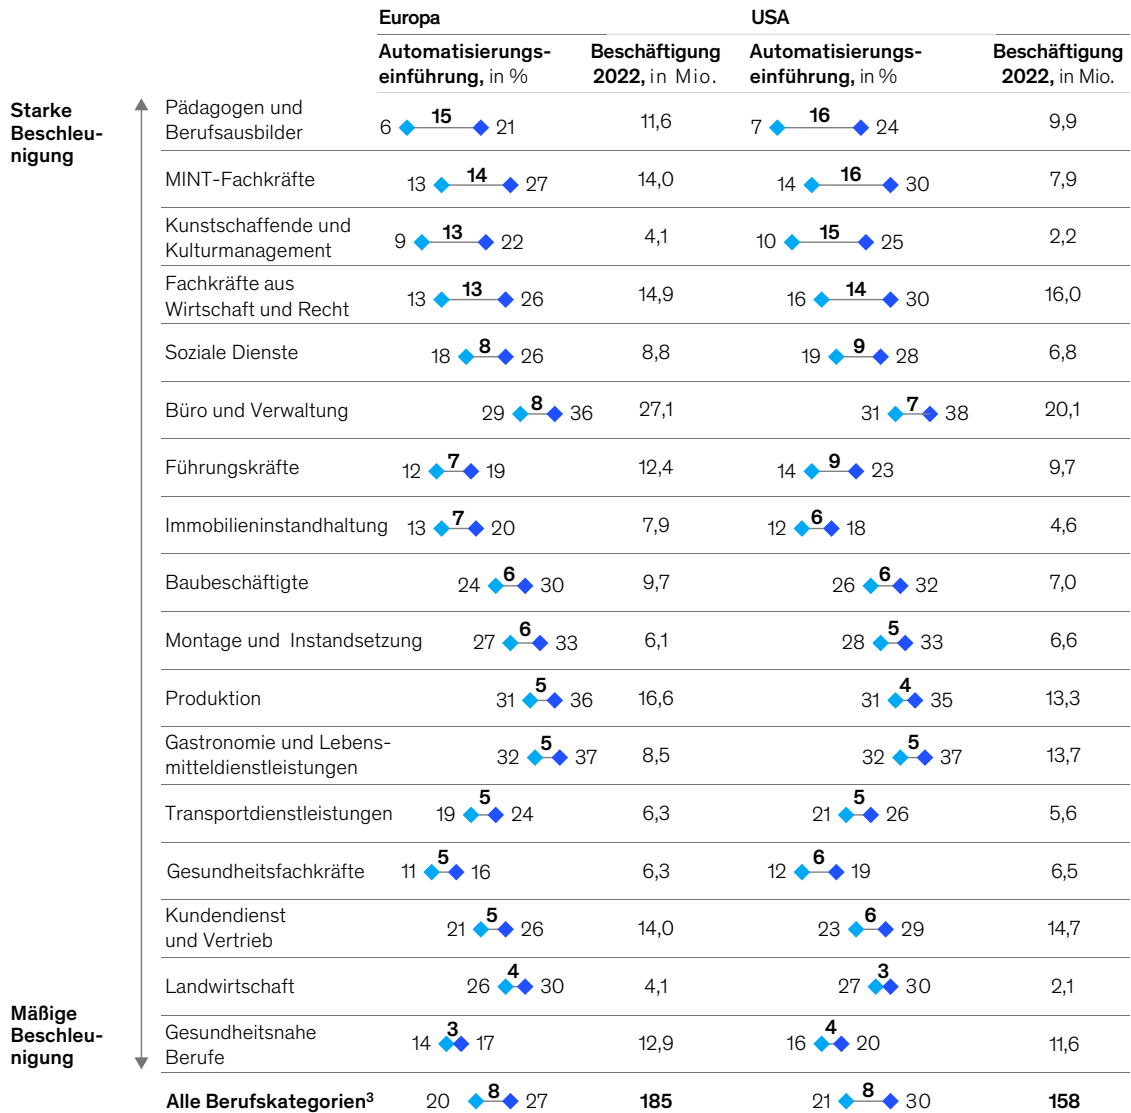 Europa USA
Automatisierungs- Beschäftigung Automatisierungs- Beschäftigung
einführung, in % 2022, in Mio. einführung, in % 2022, in Mio.
Starke
Beschleu-
nigung
Pädagogen und
Berufsausbilder
6 15 21 11,6 7 16 24 9,9
MINT-Fachkräfte 13 14 27 14,0 14 16 30 7,9
Kunstschaffende und
Kulturmanagement
9 13 22 4,1 10 15 25 2,2
Fachkräfte aus
Wirtschaft und Recht
13 13 26 14,9 16 14 30 16,0
Soziale Dienste 18 8 26 8,8 19 9 28 6,8
Büro und Verwaltung 29 8 36 27,1 31 7 38 20,1
Führungskräfte 12 7 19 12,4 14 9 23 9,7
Immobilieninstandhaltung 13 7 20 7,9 12 6 18 4,6
Baubeschäftigte 24 6 30 9,7 26 6 32 7,0
Montage und Instandsetzung 27 6 33 6,1 28 5 33 6,6
Produktion 31 5 36 16,6 31 4 35 13,3
Gastronomie und Lebens-
mitteldienstleistungen
32 5 37 8,5 32 5 37 13,7
Transportdienstleistungen 19 5 24 6,3 21 5 26 5,6
Gesundheitsfachkräfte 11 5 16 6,3 12 6 19 6,5
Kundendienst
und Vertrieb
21 5 26 14,0 23 6 29 14,7
Landwirtschaft 26 4 30 4,1 27 3 30 2,1
Mäßige
Beschleu-
nigung
Gesundheitsnahe
Berufe
14 3 17 12,9 16 4 20 11,6
Alle Berufskategorien³ 20 8 27 185 21 8 30 158